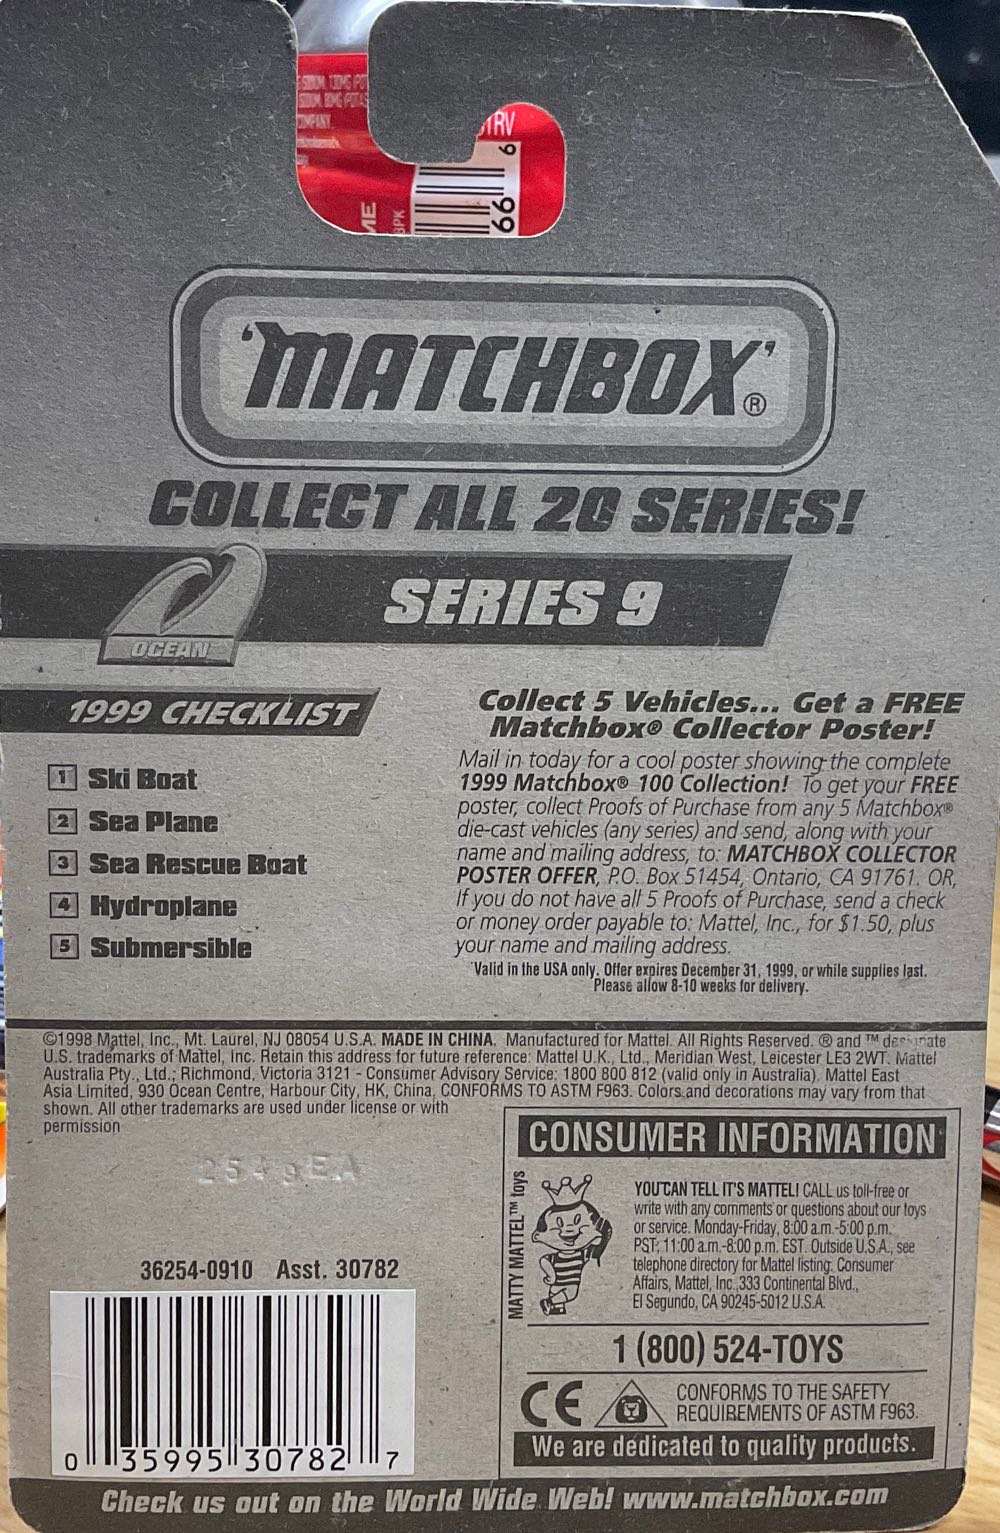 SODIUM, 130MG POT
SODIUM, 80MG POTAS
COMPANY
STRV
66
9
ME
8PK
'MATCHBOX'®
COLLECT ALL 20 SERIES!
OCEAN
SERIES 9
1999 CHECKLIST
1 Ski Boat
2 Sea Plane
3 Sea Rescue Boat
4 Hydroplane
5 Submersible
Collect 5 Vehicles... Get a FREE
Matchbox® Collector Poster!
Mail in today for a cool poster showing the complete
1999 Matchbox® 100 Collection! To get your FREE
poster, collect Proofs of Purchase from any 5 Matchbox®
die-cast vehicles (any series) and send, along with your
name and mailing address, to: MATCHBOX COLLECTOR
POSTER OFFER, P.O. Box 51454, Ontario, CA 91761. OR,
If you do not have all 5 Proofs of Purchase, send a check
or money order payable to: Mattel, Inc., for $1.50, plus
your name and mailing address.
*Valid in the USA only. Offer expires December 31, 1999, or while supplies last.
Please allow 8-10 weeks for delivery.
©1998 Mattel, Inc., Mt. Laurel, NJ 08054 U.S.A. MADE IN CHINA. Manufactured for Mattel. All Rights Reserved. ® and ™ designate
U.S. trademarks of Mattel, Inc. Retain this address for future reference: Mattel U.K., Ltd., Meridian West, Leicester LE3 2WT. Mattel
Australia Pty., Ltd.; Richmond, Victoria 3121 - Consumer Advisory Service: 1800 800 812 (valid only in Australia). Mattel East
Asia Limited, 930 Ocean Centre, Harbour City, HK, China. CONFORMS TO ASTM F963. Colors and decorations may vary from that
shown. All other trademarks are used under license or with
permission
2549EA
36254-0910 Asst. 30782
0 35995 30782 7
CONSUMER INFORMATION
MATTY MATTEL™ toys
YOU'CAN TELL IT'S MATTEL! CALL us toll-free or
write with any comments or questions about our toys
or service. Monday-Friday, 8:00 a.m.-5:00 p.m.
PST; 11:00 a.m.-8:00 p.m. EST. Outside U.S.A., see
telephone directory for Mattel listing. Consumer
Affairs, Mattel, Inc. 333 Continental Blvd.,
El Segundo, CA 90245-5012 U.S.A.
1 (800) 524-TOYS
CE
CONFORMS TO THE SAFETY
REQUIREMENTS OF ASTM F963.
We are dedicated to quality products.
Check us out on the World Wide Web! www.matchbox.com